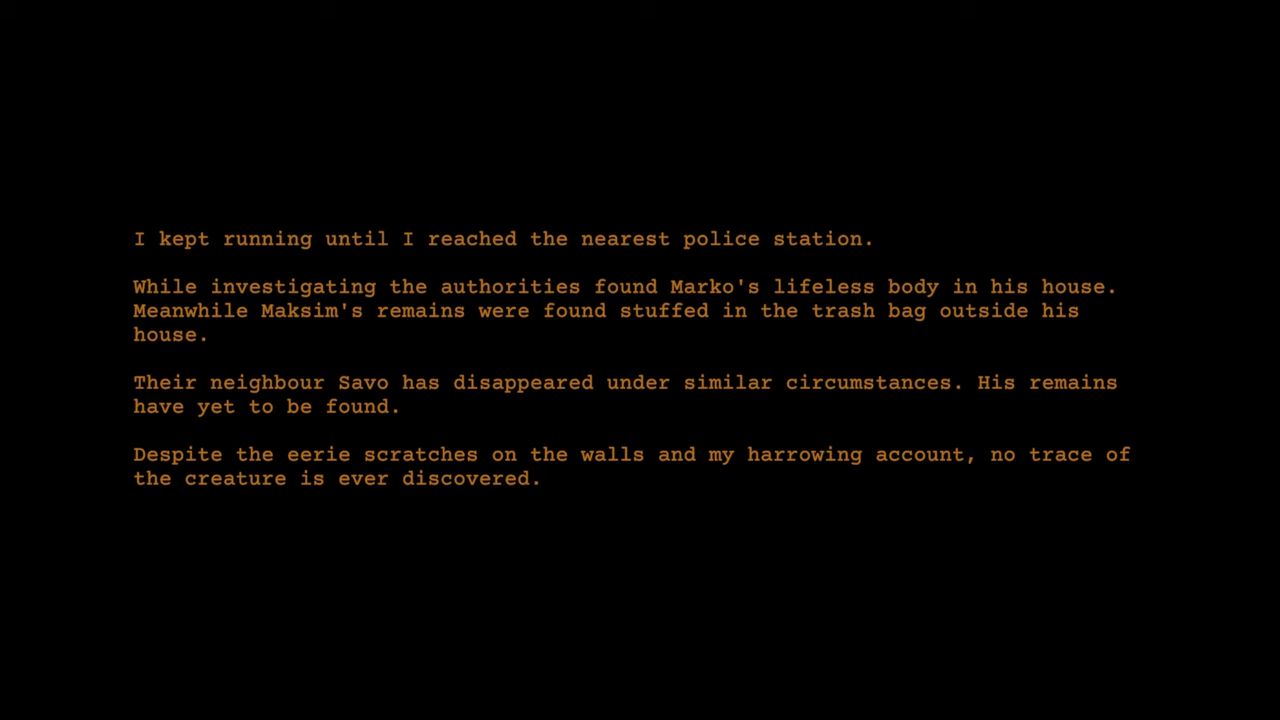 I kept running until I reached the nearest police station.
While investigating the authorities found Marko's lifeless body in his house.
Meanwhile Maksim's remains were found stuffed in the trash bag outside his
house.
Their neighbour Savo has disappeared under similar circumstances. His remains
have yet to be found.
Despite the eerie scratches on the walls and my harrowing account, no trace of
the creature is ever discovered.